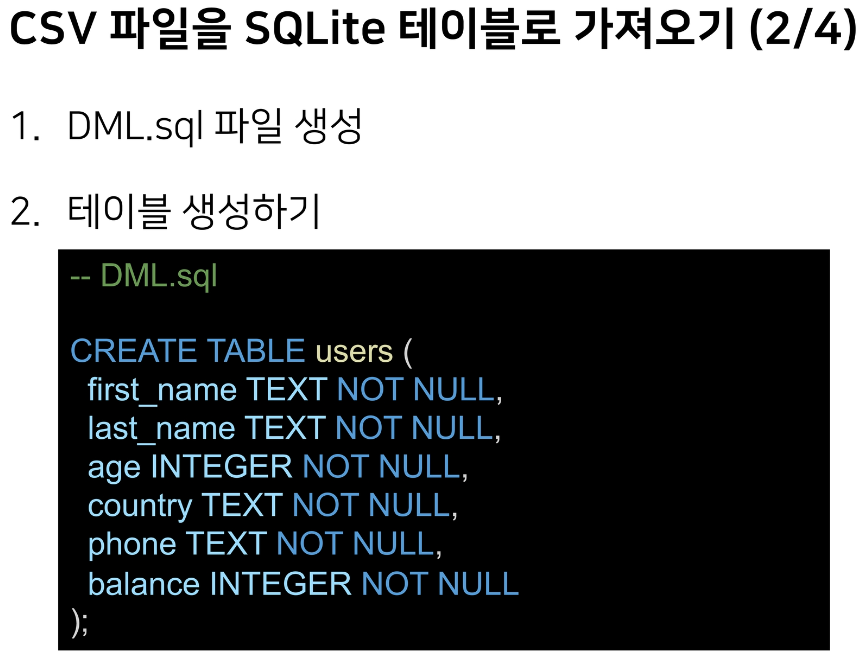 CSV 파일을 SQLite 테이블로 가져오기 (2/4)
1. DML.sql 파일 생성
2. 테이블 생성하기
-- DML.sql
CREATE TABLE users (
first_name TEXT NOT NULL,
last_name TEXT NOT NULL,
age INTEGER NOT NULL,
country TEXT NOT NULL,
phone TEXT NOT NULL,
balance INTEGER NOT NULL
);